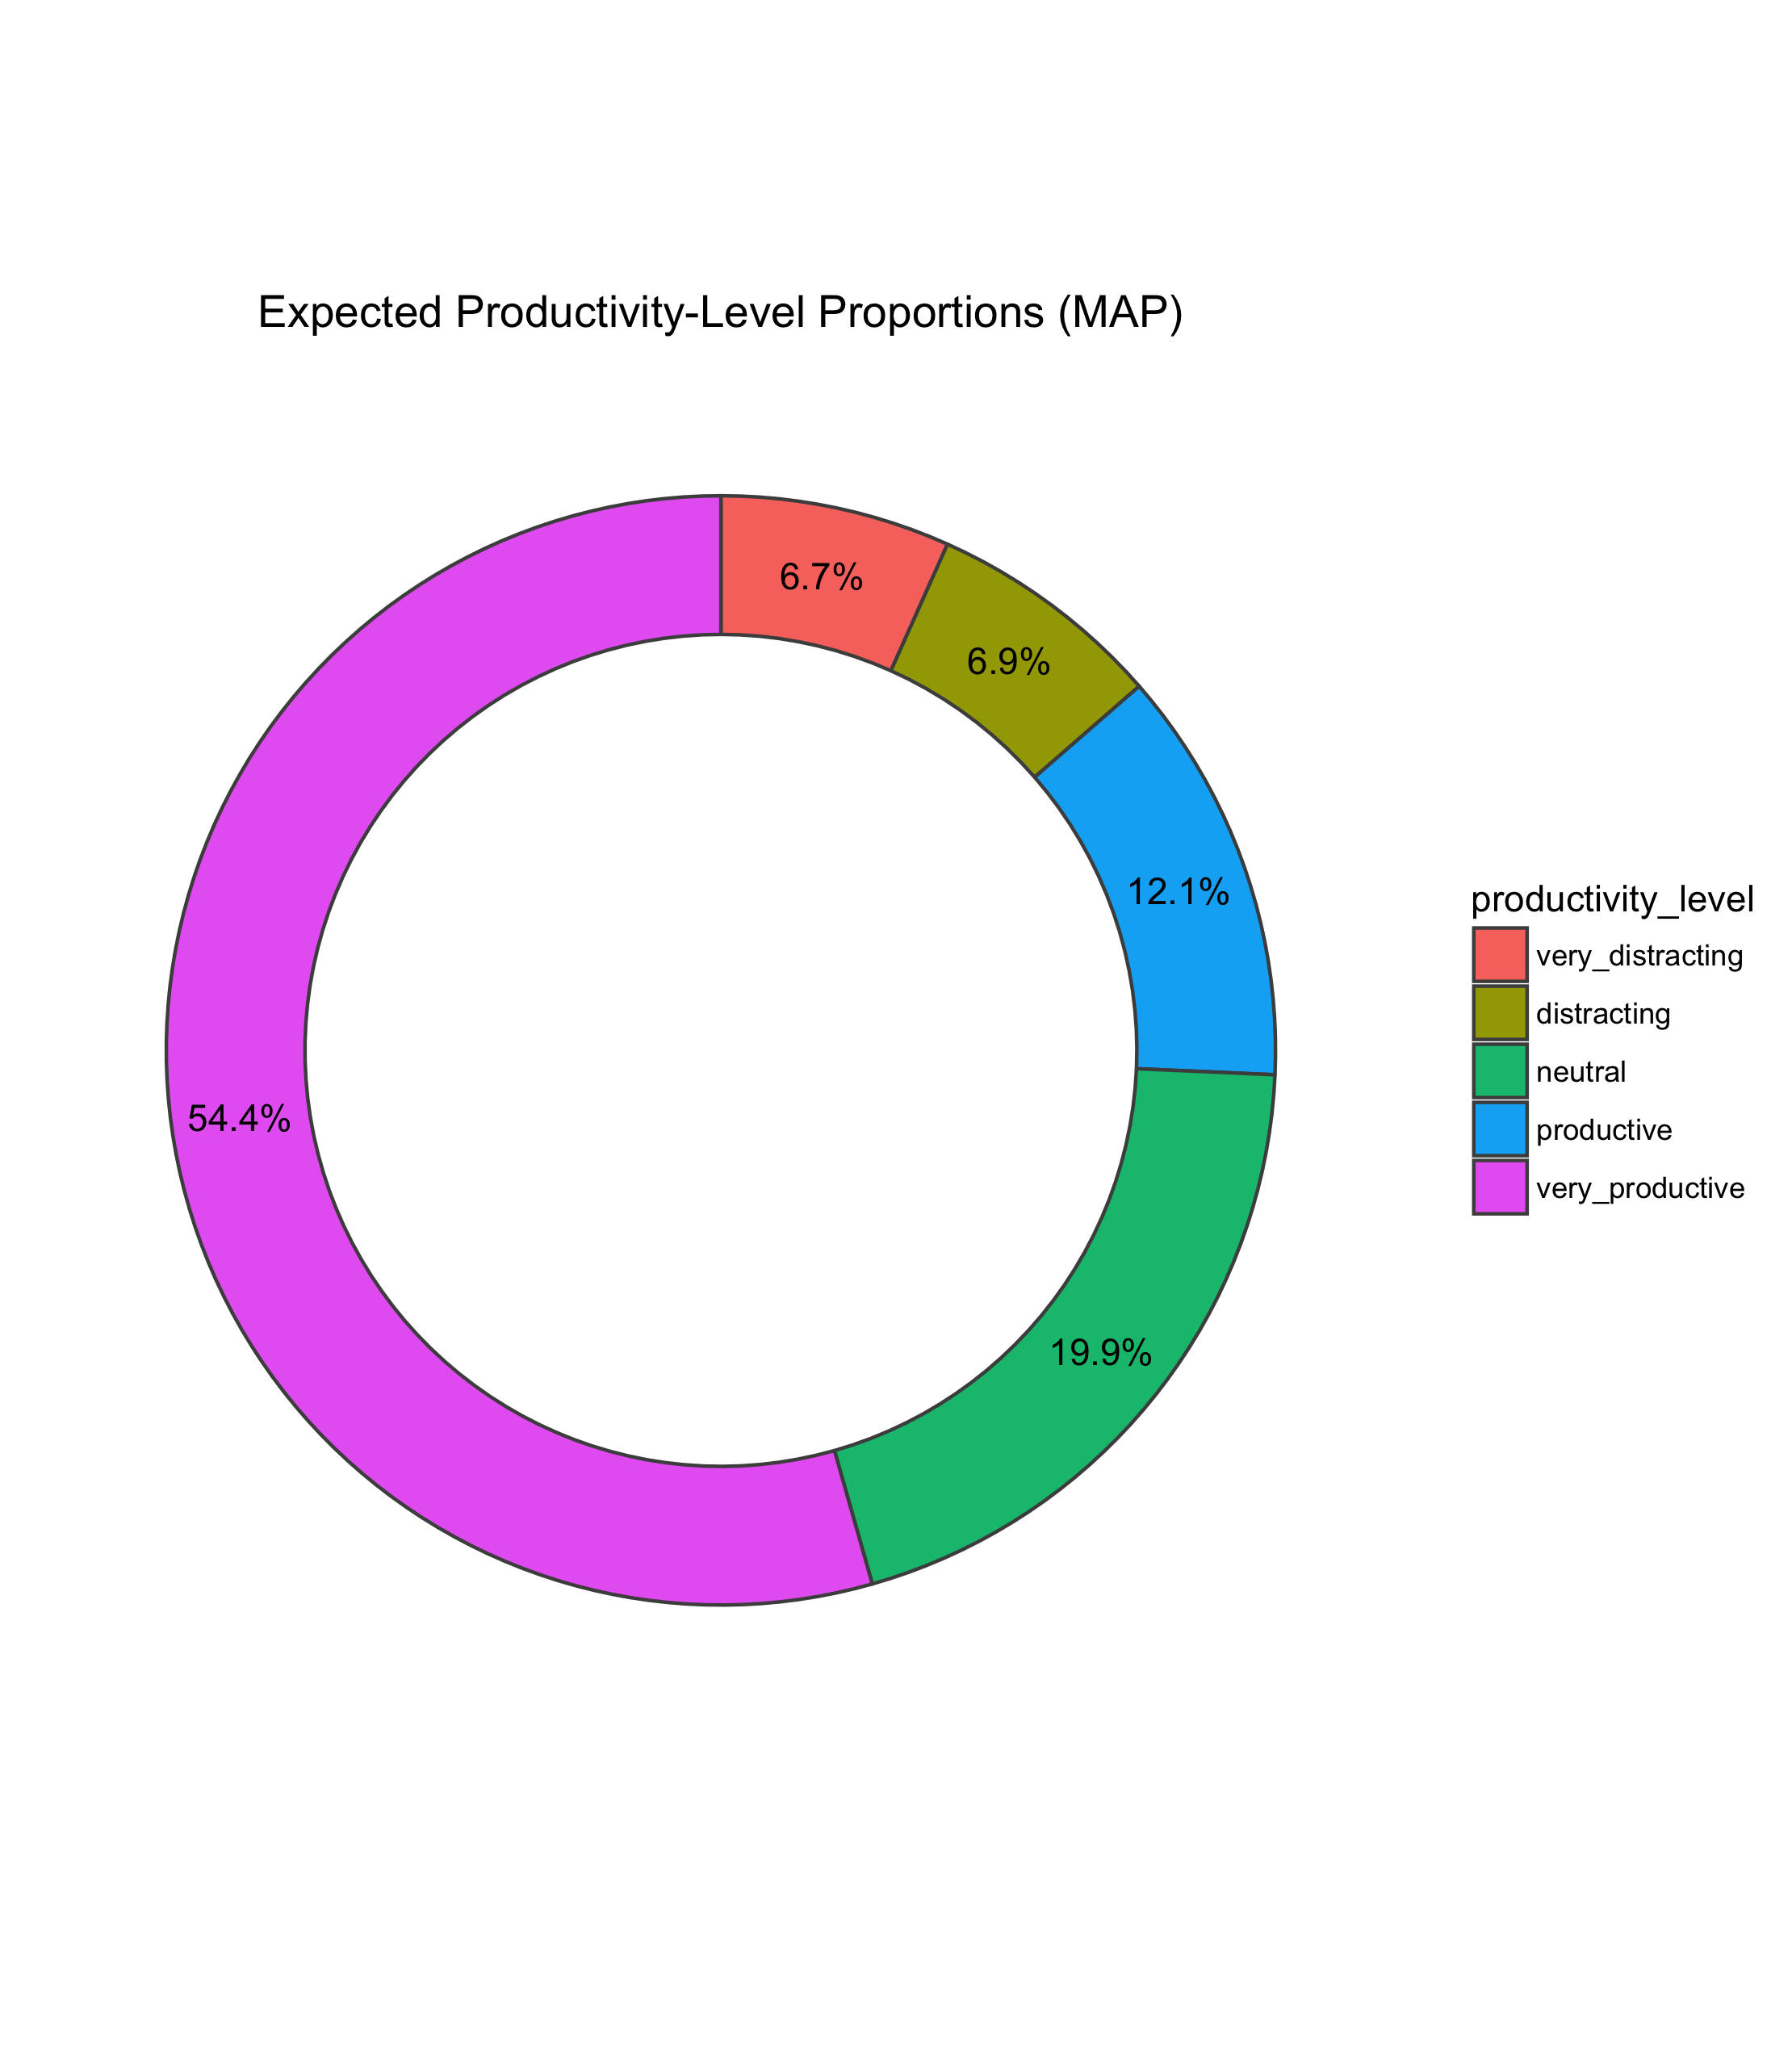 Expected Productivity-Level Proportions (MAP)
6.7%
6.9%
12.1%
19.9%
54.4%
productivity_level
very_distracting
distracting
neutral
productive
very_productive